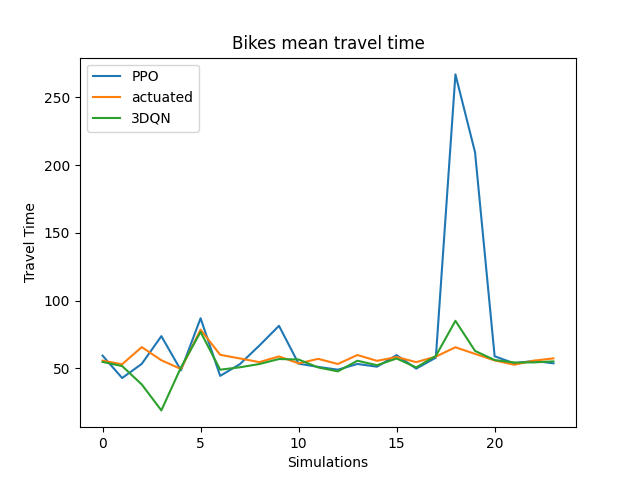 Bikes mean travel time
PPO
actuated
3DQN
250
200
150
100
50
Travel Time
0 5 10 15 20
Simulations